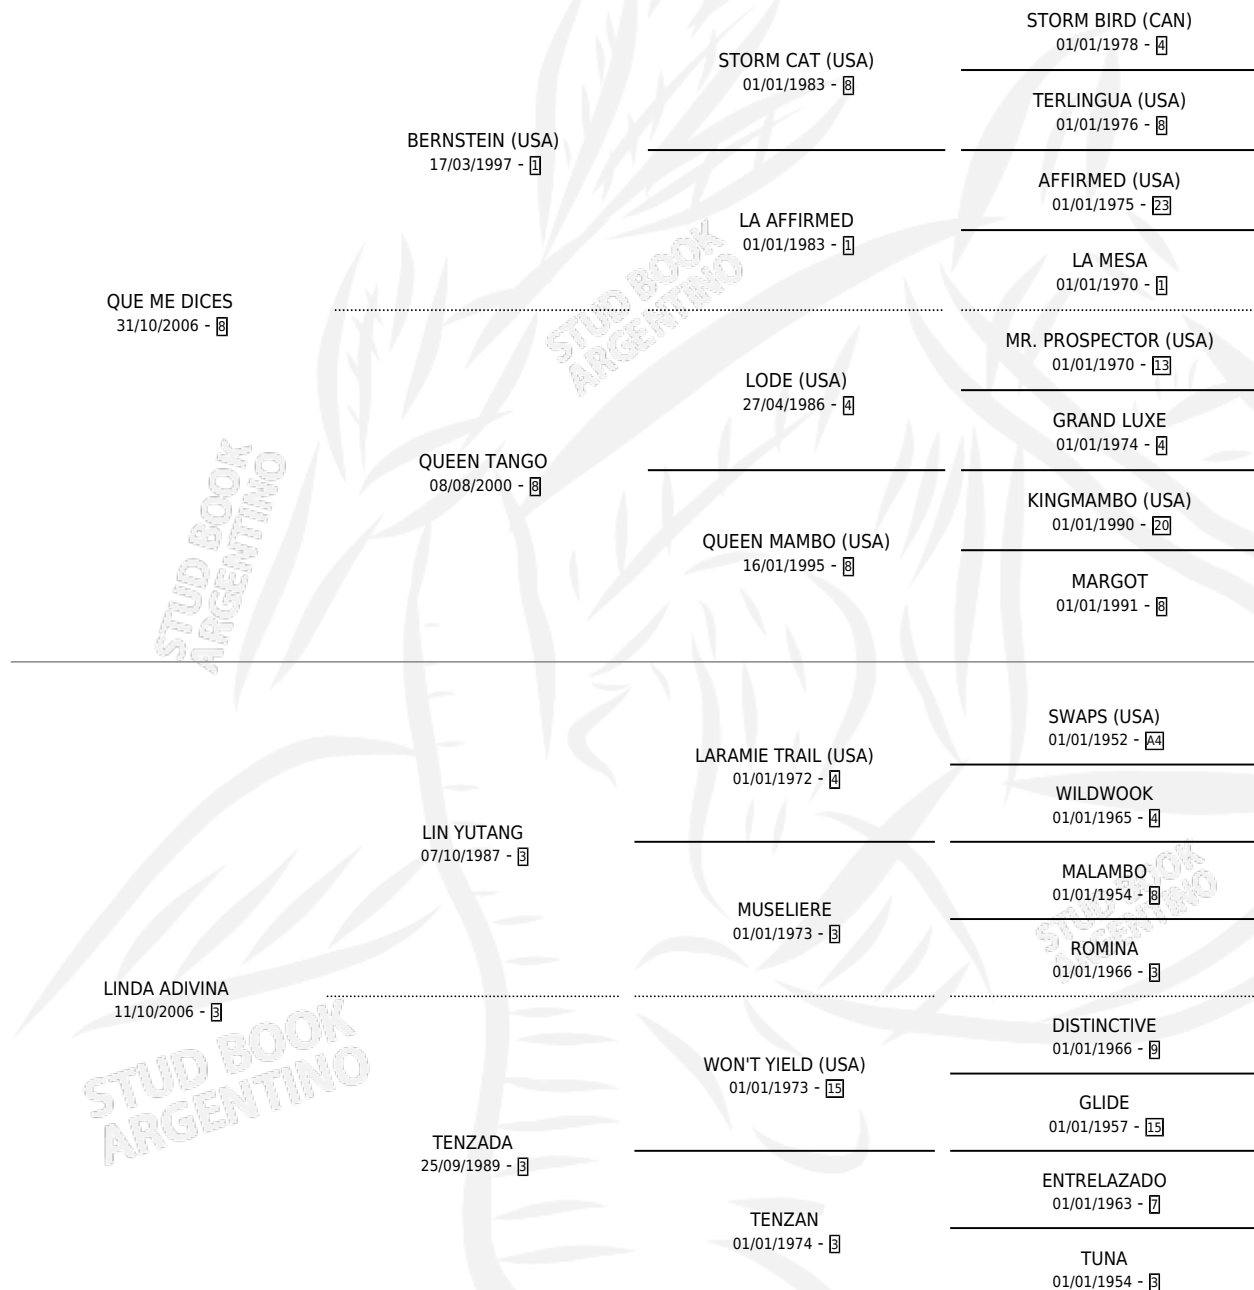 STORM BIRD (CAN)
01/01/1978 - 4
STORM CAT (USA)
01/01/1983 - 8
TERLINGUA (USA)
01/01/1976 - 8
BERNSTEIN (USA)
17/03/1997 - 1
AFFIRMED (USA)
01/01/1975 - 23
LA AFFIRMED
01/01/1983 - 1
LA MESA
01/01/1970 - 1
QUE ME DICES
31/10/2006 - 8
MR. PROSPECTOR (USA)
01/01/1970 - 13
LODE (USA)
27/04/1986 - 4
GRAND LUXE
01/01/1974 - 4
QUEEN TANGO
08/08/2000 - 8
KINGMAMBO (USA)
01/01/1990 - 20
QUEEN MAMBO (USA)
16/01/1995 - 8
MARGOT
01/01/1991 - 8
SWAPS (USA)
01/01/1952 - A4
LARAMIE TRAIL (USA)
01/01/1972 - 4
WILDWOOK
01/01/1965 - 4
LIN YUTANG
07/10/1987 - 3
MALAMBO
01/01/1954 - 8
MUSELIERE
01/01/1973 - 3
ROMINA
01/01/1966 - 3
LINDA ADIVINA
11/10/2006 - 3
DISTINCTIVE
01/01/1966 - 9
WON'T YIELD (USA)
01/01/1973 - 15
GLIDE
01/01/1957 - 15
TENZADA
25/09/1989 - 3
ENTRELAZADO
01/01/1963 - 7
TENZAN
01/01/1974 - 3
TUNA
01/01/1954 - 3
STUD BOOK
ARGENTINO
STUD BOOK
ARGENTINO
STUD BOOK
ARGENTINO
STUD BOOK
ARGENTINO